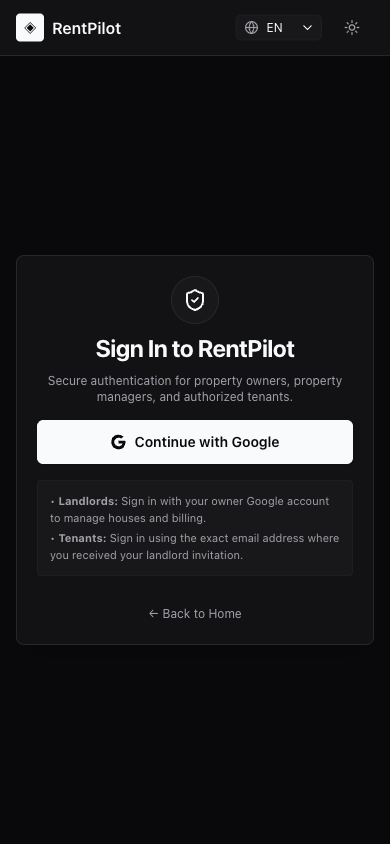 RentPilot
EN
Sign In to RentPilot
Secure authentication for property owners, property
managers, and authorized tenants.
Continue with Google
• Landlords: Sign in with your owner Google account
to manage houses and billing.
• Tenants: Sign in using the exact email address where
you received your landlord invitation.
← Back to Home